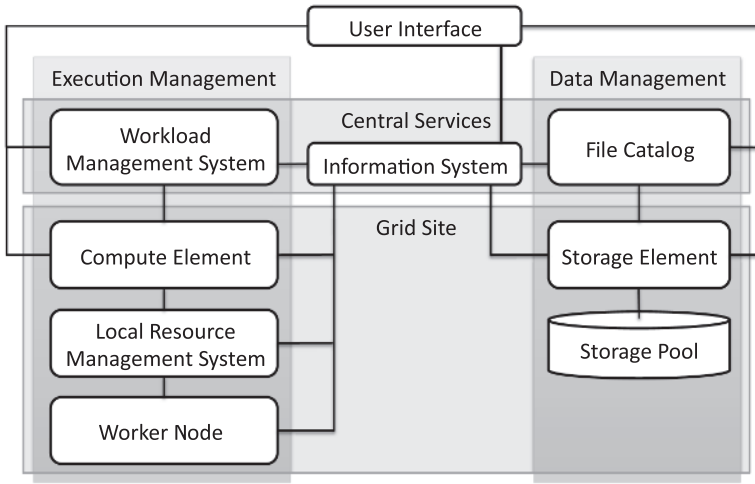 User Interface
Execution Management
Data Management
Central Services
Workload
Management System
Information System
File Catalog
Grid Site
Compute Element
Storage Element
Local Resource
Management System
Storage Pool
Worker Node